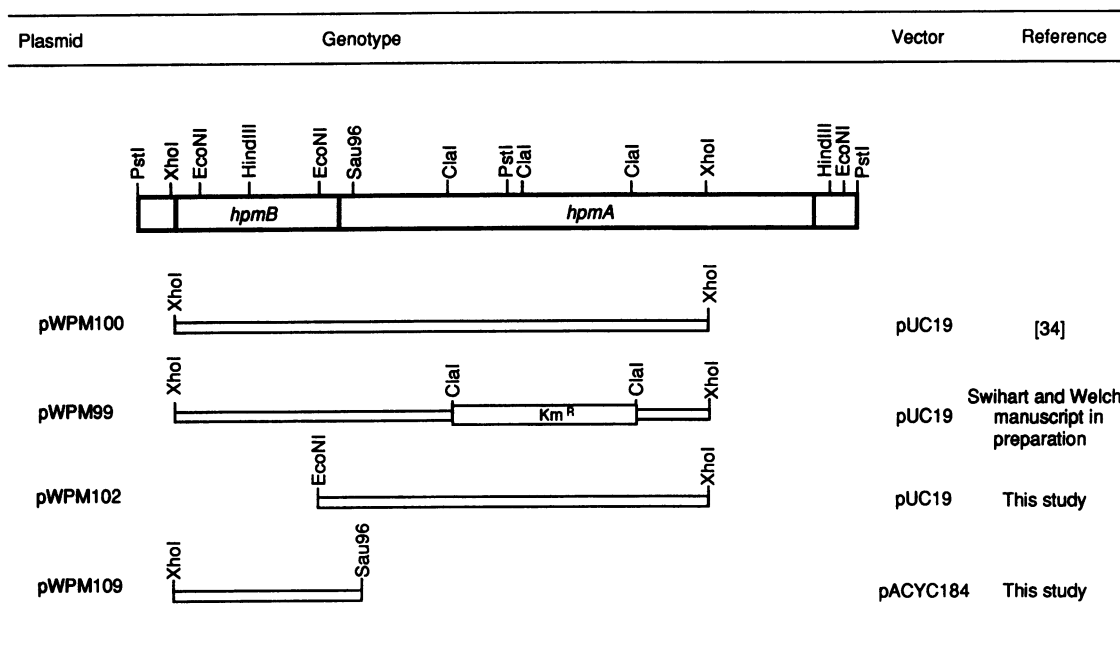 Plasmid Genotype Vector Reference
PstI XhoI EcoNI HindIII EcoNI Sau96 ClaI PstI ClaI ClaI XhoI HindIII EcoNI PstI
hpmB hpmA
XhoI XhoI
pWPM100 pUC19 [34]
XhoI ClaI ClaI XhoI
pWPM99 Km R pUC19 Swihart and Welch
manuscript in
preparation
EcoNI XhoI
pWPM102 pUC19 This study
XhoI Sau96
pWPM109 pACYC184 This study